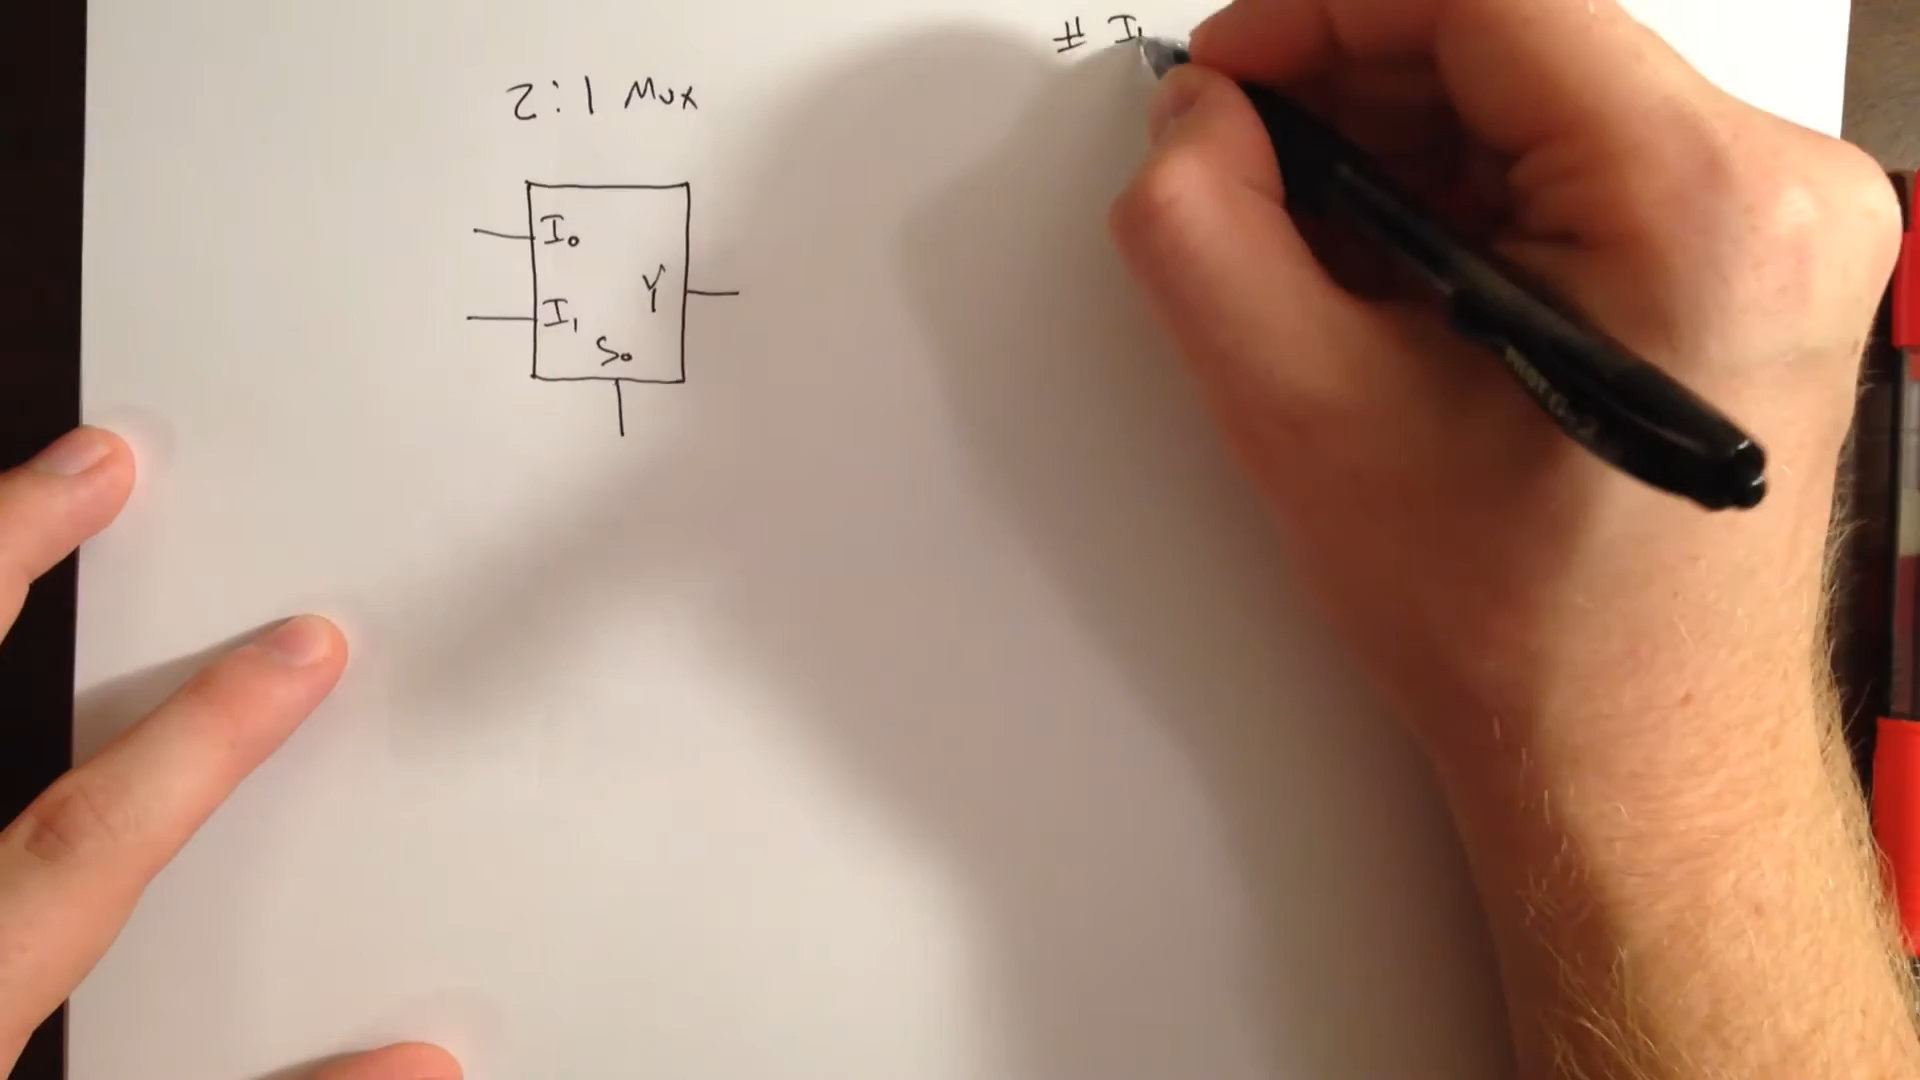 # I
2:1 Mux
I₀
Y
I₁
S₀